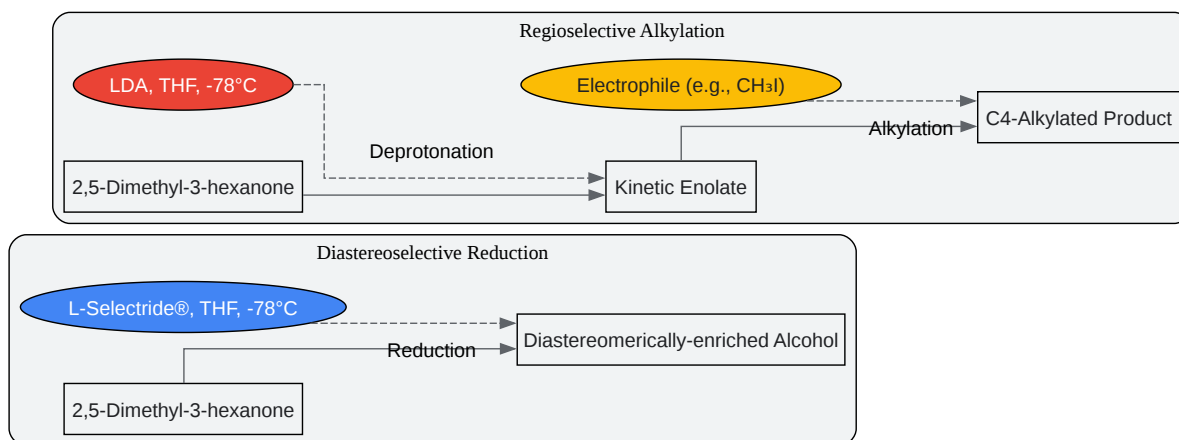 Regioselective Alkylation
LDA, THF, -78°C
Electrophile (e.g., CH₃I)
C4-Alkylated Product
Alkylation
Deprotonation
2,5-Dimethyl-3-hexanone
Kinetic Enolate
Diastereoselective Reduction
L-Selectride®, THF, -78°C
Diastereomerically-enriched Alcohol
Reduction
2,5-Dimethyl-3-hexanone